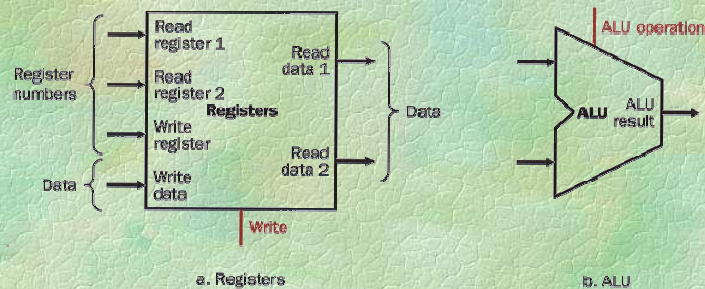 Register
numbers
Data
Read
register 1
Read
register 2
Registers
Write
register
Write
data
Read
data 1
Read
data 2
Data
Write
a. Registers
ALU operation
ALU
ALU
result
b. ALU